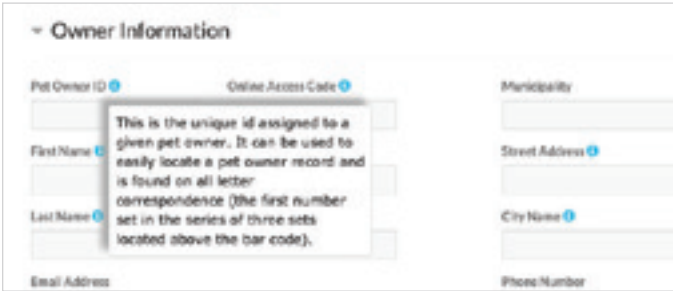 Owner Information
Pet Owner ID Online Access Code Municipality
This is the unique id assigned to a
given pet owner. It can be used to
First Name easily locate a pet owner record and Street Address
is found on all letter
correspondence (the first number
Last Name set in the series of three sets City Name
located above the bar code).
Email Address Phone Number